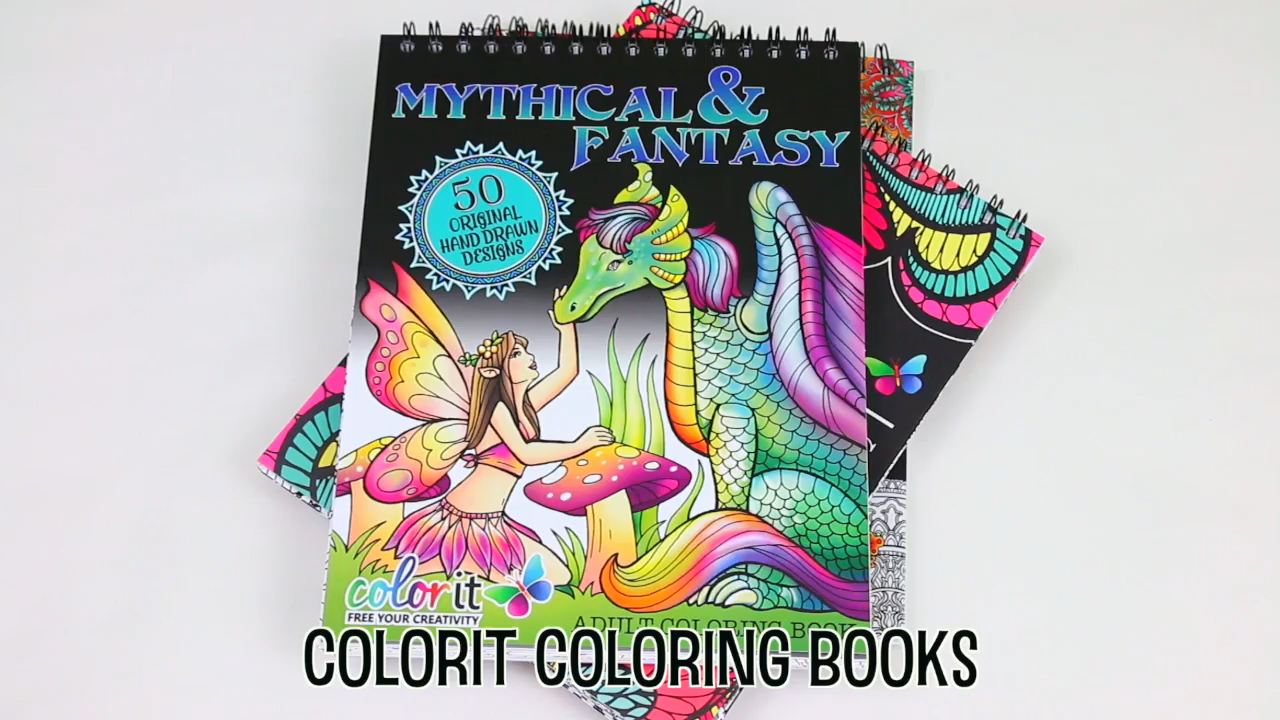 MYTHICAL &
FANTASY
50
ORIGINAL
HAND DRAWN
DESIGNS
colorit
FREE YOUR CREATIVITY
ADULT COLORING BOOK
COLORIT COLORING BOOKS